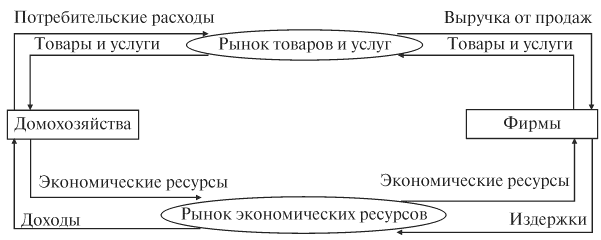 Потребительские расходы
Выручка от продаж
Товары и услуги
Рынок товаров и услуг
Товары и услуги
Домохозяйства
Фирмы
Экономические ресурсы
Экономические ресурсы
Доходы
Рынок экономических ресурсов
Издержки